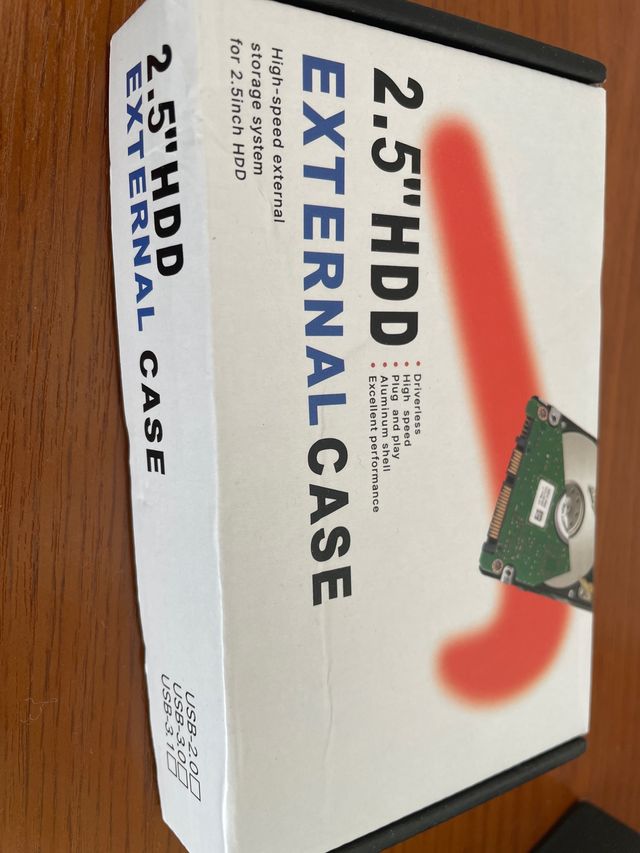 2.5"HDD
EXTERNAL CASE
High-speed external
storage system
for 2.5inch HDD
• Driverless
• High speed
• Plug and play
• Aluminum shell
• Excellent performance
2.5"HDD
EXTERNAL CASE
USB-2.0
USB-3.0
USB-3.1